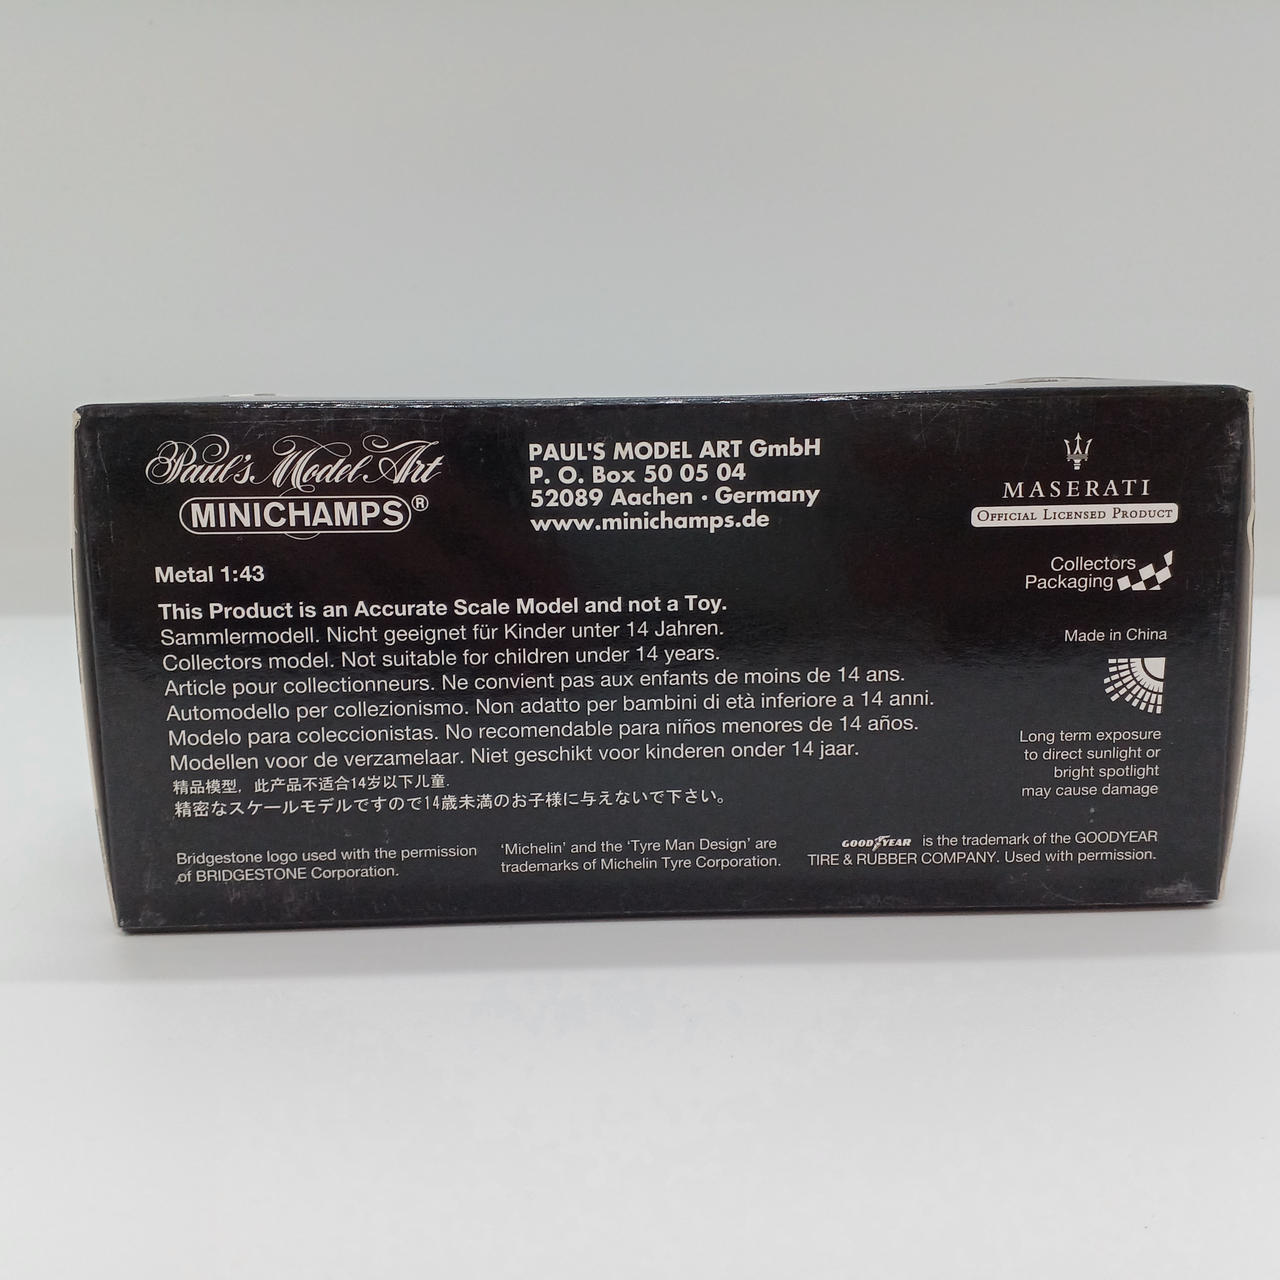 Paul's Model Art
MINICHAMPS®
PAUL'S MODEL ART GmbH
P. O. Box 50 05 04
52089 Aachen · Germany
www.minichamps.de
MASERATI
OFFICIAL LICENSED PRODUCT
Collectors
Packaging
Made in China
Long term exposure
to direct sunlight or
bright spotlight
may cause damage
Metal 1:43
This Product is an Accurate Scale Model and not a Toy.
Sammlermodell. Nicht geeignet für Kinder unter 14 Jahren.
Collectors model. Not suitable for children under 14 years.
Article pour collectionneurs. Ne convient pas aux enfants de moins de 14 ans.
Automodello per collezionismo. Non adatto per bambini di età inferiore a 14 anni.
Modelo para coleccionistas. No recomendable para niños menores de 14 años.
Modellen voor de verzamelaar. Niet geschikt voor kinderen onder 14 jaar.
精品模型，此产品不适合14岁以下儿童.
精密なスケールモデルですので14歳未満のお子様に与えないで下さい。
Bridgestone logo used with the permission
of BRIDGESTONE Corporation.
'Michelin' and the 'Tyre Man Design' are
trademarks of Michelin Tyre Corporation.
GOODYEAR is the trademark of the GOODYEAR
TIRE & RUBBER COMPANY. Used with permission.